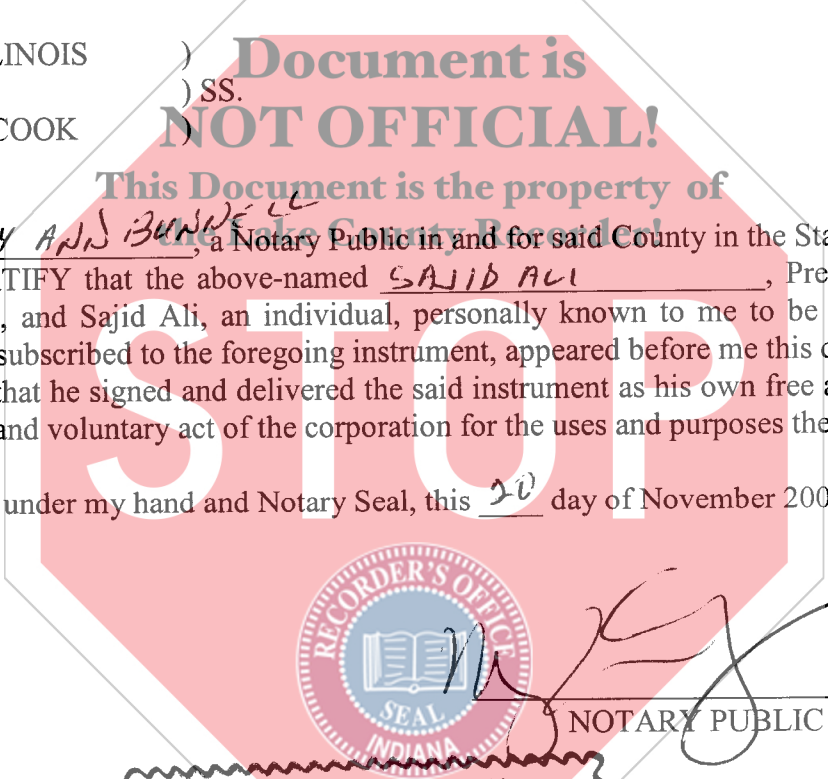 LINOIS )
Document is
) SS.
COOK )
NOT OFFICIAL!
This Document is the property of
the Lake County Recorder!
Y ANN BUNNELL, a Notary Public in and for said County in the Sta
TIFY that the above-named SAJID ALI, Pre
, and Sajid Ali, an individual, personally known to me to be
subscribed to the foregoing instrument, appeared before me this
that he signed and delivered the said instrument as his own free a
and voluntary act of the corporation for the uses and purposes the
STOP
under my hand and Notary Seal, this 20 day of November 200
RECORDER'S OFFICE
SEAL
INDIANA
NOTARY PUBLIC